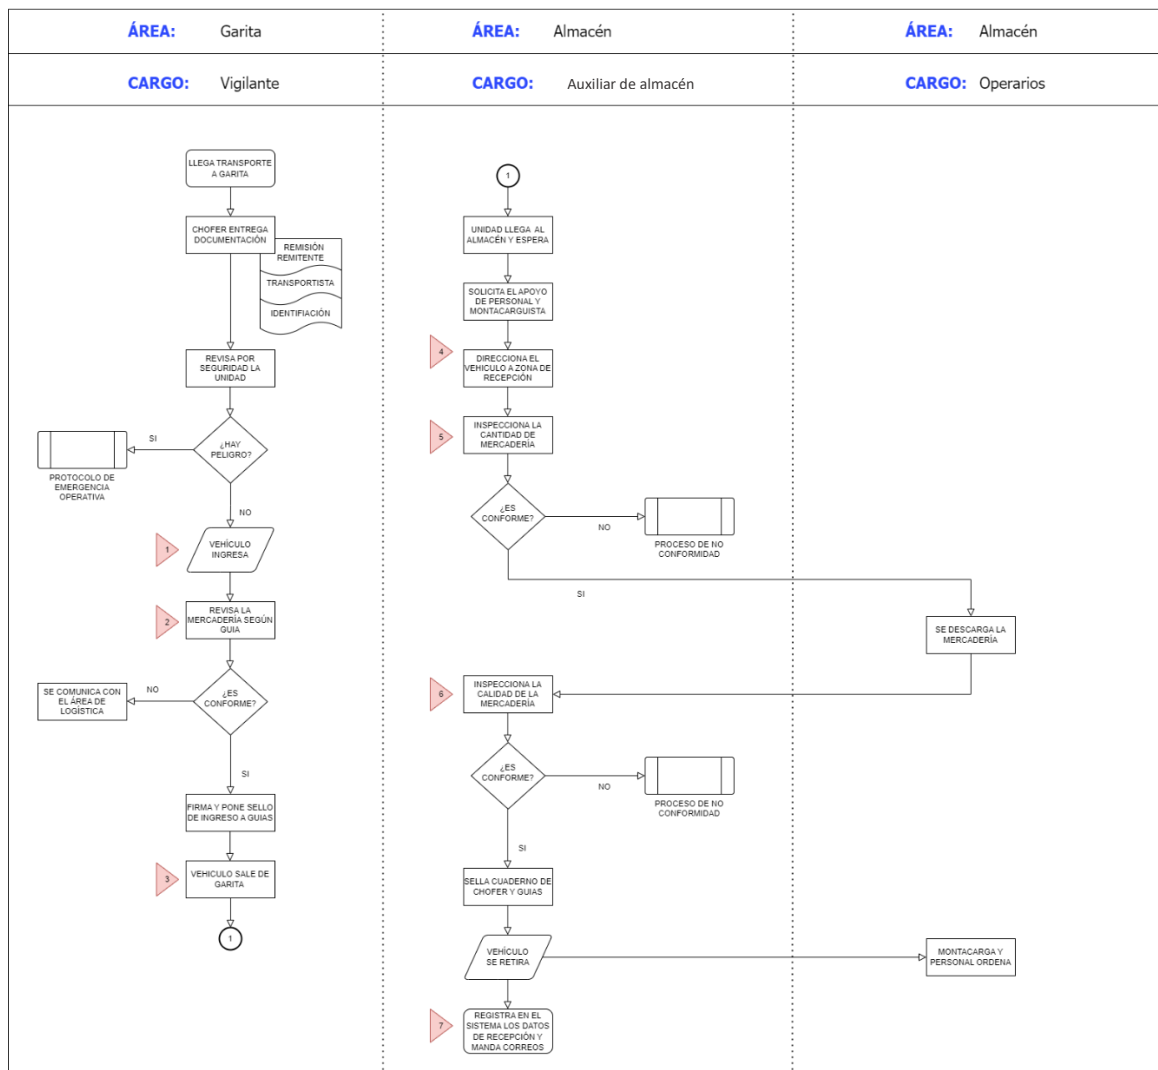 ÁREA: Garita
CARGO: Vigilante
LLEGA TRANSPORTE
A GARITA
CHOFER ENTREGA
DOCUMENTACIÓN
REMISIÓN
REMITENTE
TRANSPORTISTA
IDENTIFIACIÓN
REVISA POR
SEGURIDAD LA
UNIDAD
¿HAY
PELIGRO?
SI
PROTOCOLO DE
EMERGENCIA
OPERATIVA
NO
1
VEHÍCULO
INGRESA
2
REVISA LA
MERCADERÍA SEGÚN
GUIA
¿ES
CONFORME?
NO
SE COMUNICA CON
EL ÁREA DE
LOGÍSTICA
SI
FIRMA Y PONE SELLO
DE INGRESO A GUIAS
3
VEHICULO SALE DE
GARITA
1
ÁREA: Almacén
CARGO: Auxiliar de almacén
1
UNIDAD LLEGA AL
ALMACÉN Y ESPERA
SOLICITA EL APOYO
DE PERSONAL Y
MONTACARGUISTA
4
DIRECCIONA EL
VEHICULO A ZONA DE
RECEPCIÓN
5
INSPECCIONA LA
CANTIDAD DE
MERCADERÍA
¿ES
CONFORME?
NO
PROCESO DE NO
CONFORMIDAD
SI
6
INSPECCIONA LA
CALIDAD DE LA
MERCADERÍA
¿ES
CONFORME?
NO
PROCESO DE NO
CONFORMIDAD
SI
SELLA CUADERNO DE
CHOFER Y GUIAS
VEHÍCULO
SE RETIRA
7
REGISTRA EN EL
SISTEMA LOS DATOS
DE RECEPCIÓN Y
MANDA CORREOS
ÁREA: Almacén
CARGO: Operarios
SE DESCARGA LA
MERCADERÍA
MONTACARGA Y
PERSONAL ORDENA